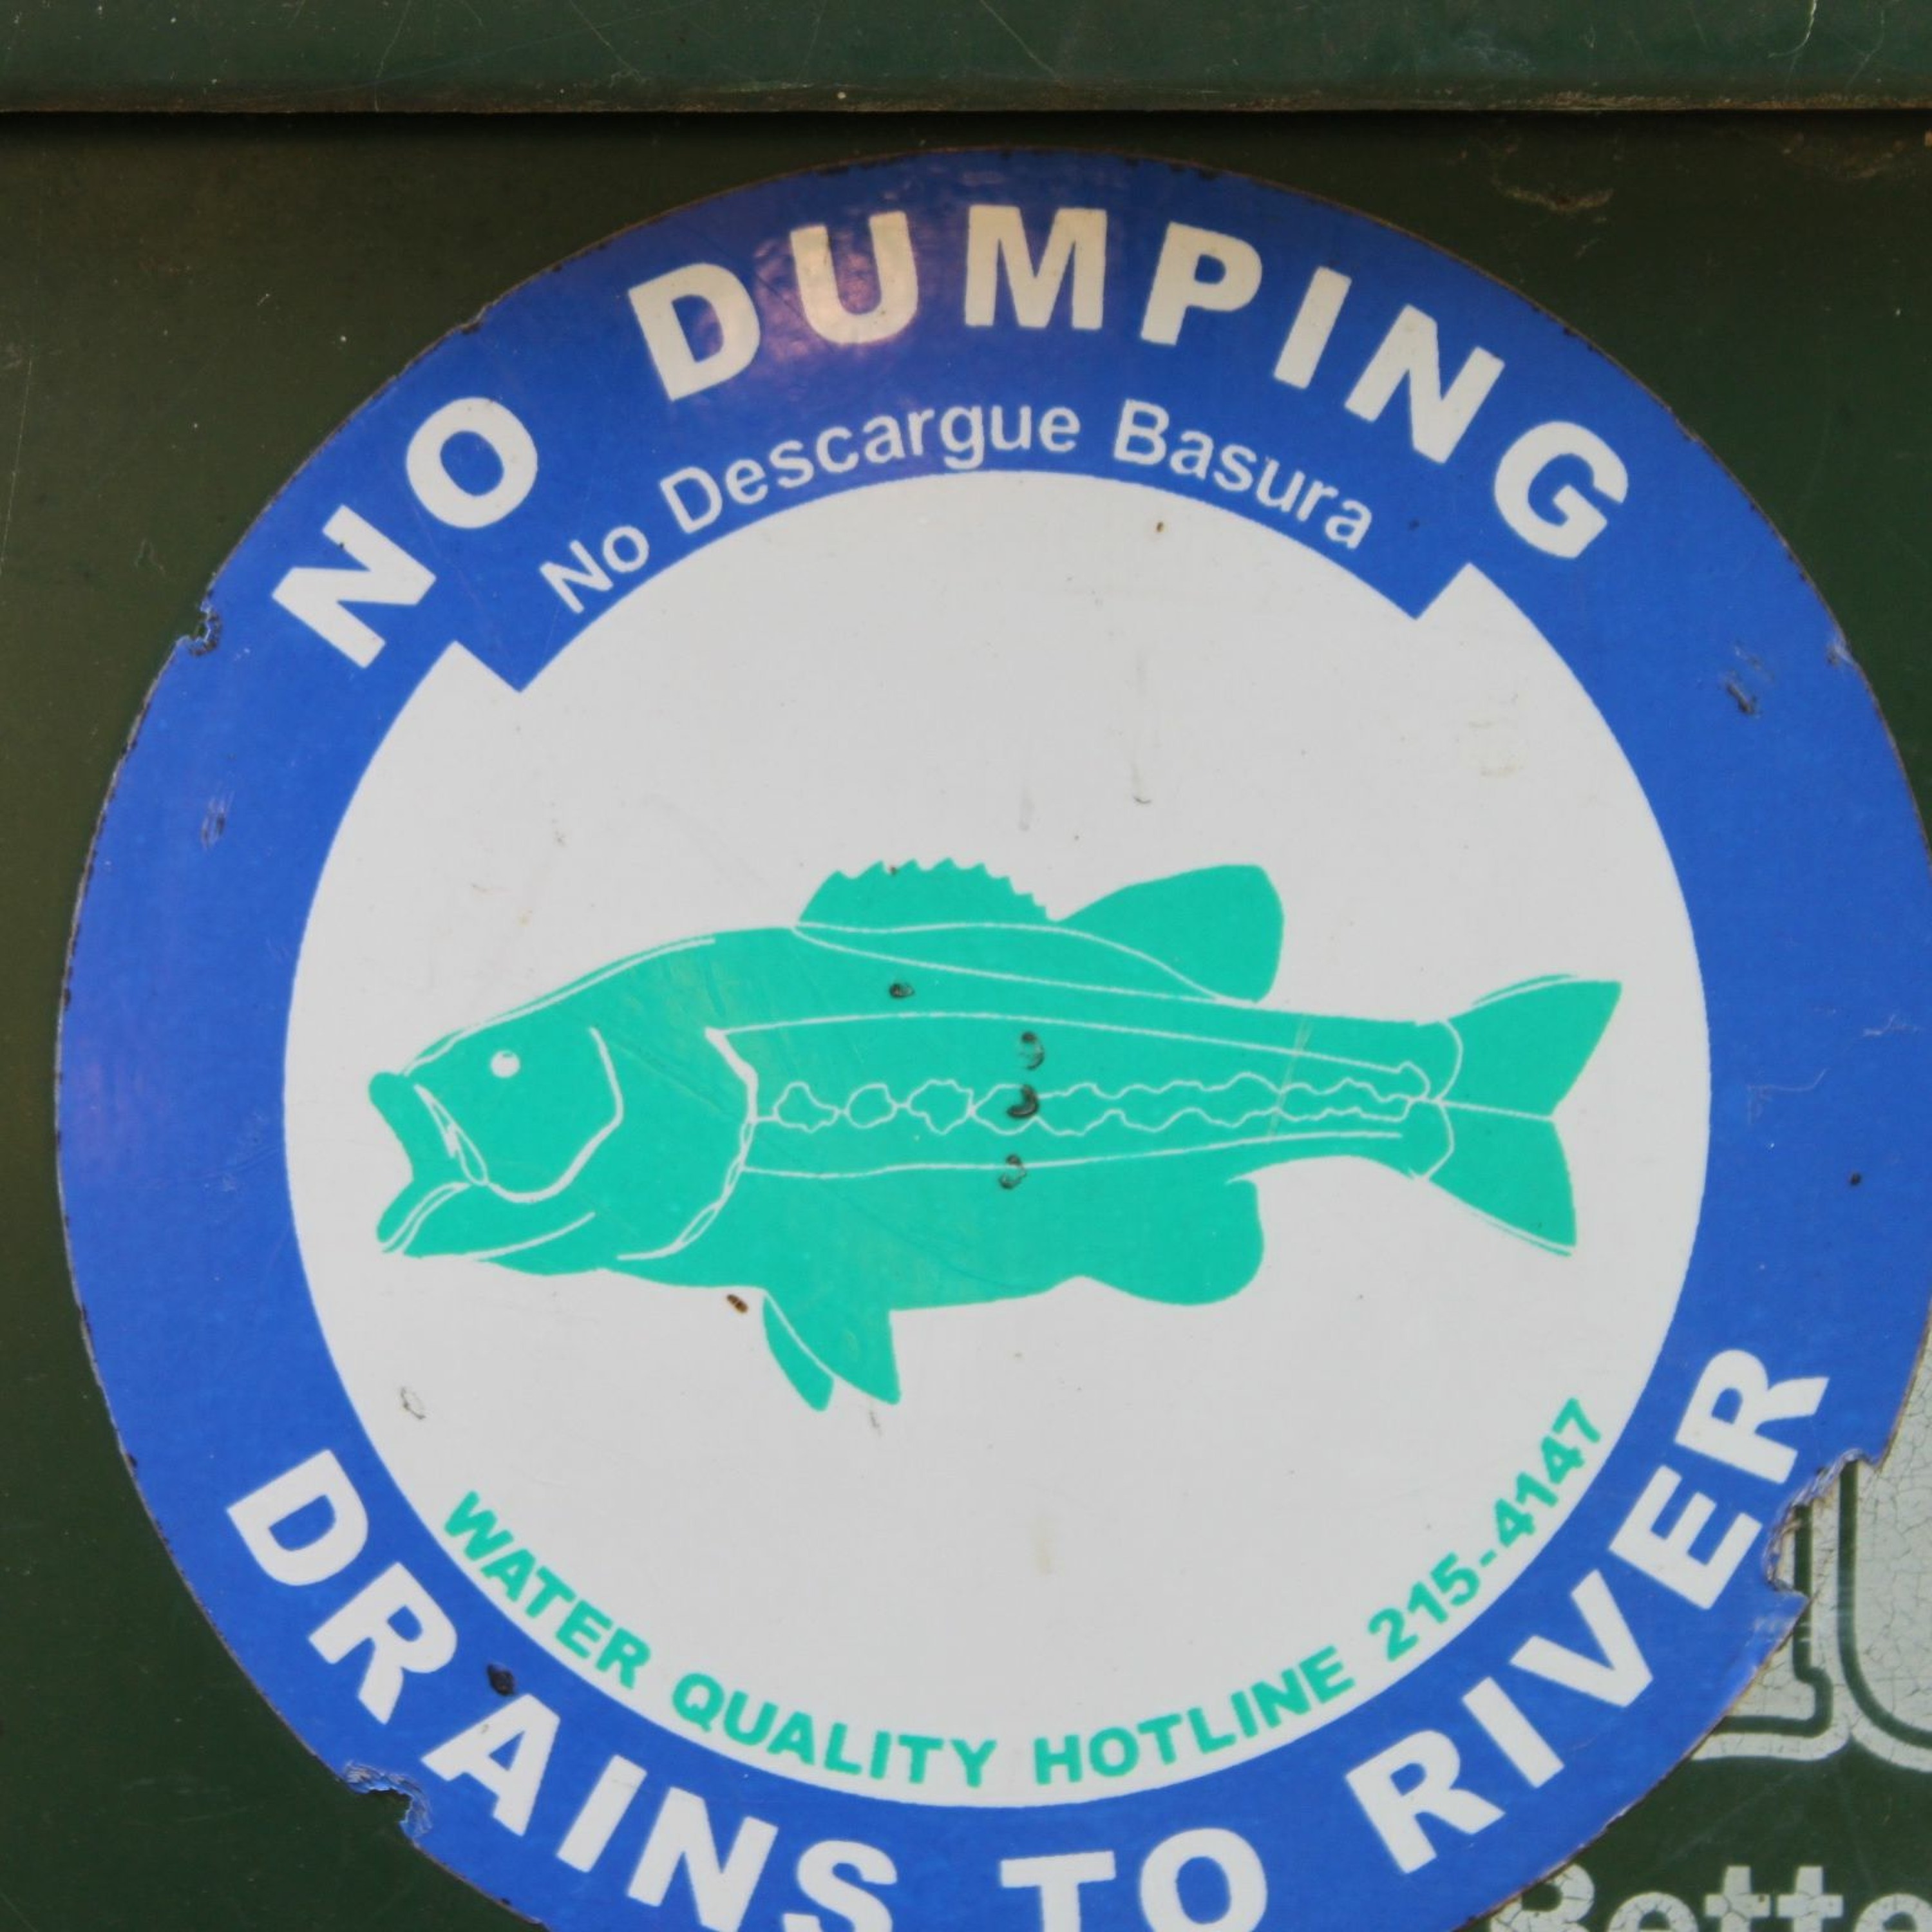 NO DUMPING
No Descargue Basura
WATER QUALITY HOTLINE 215-4147
DRAINS TO RIVER